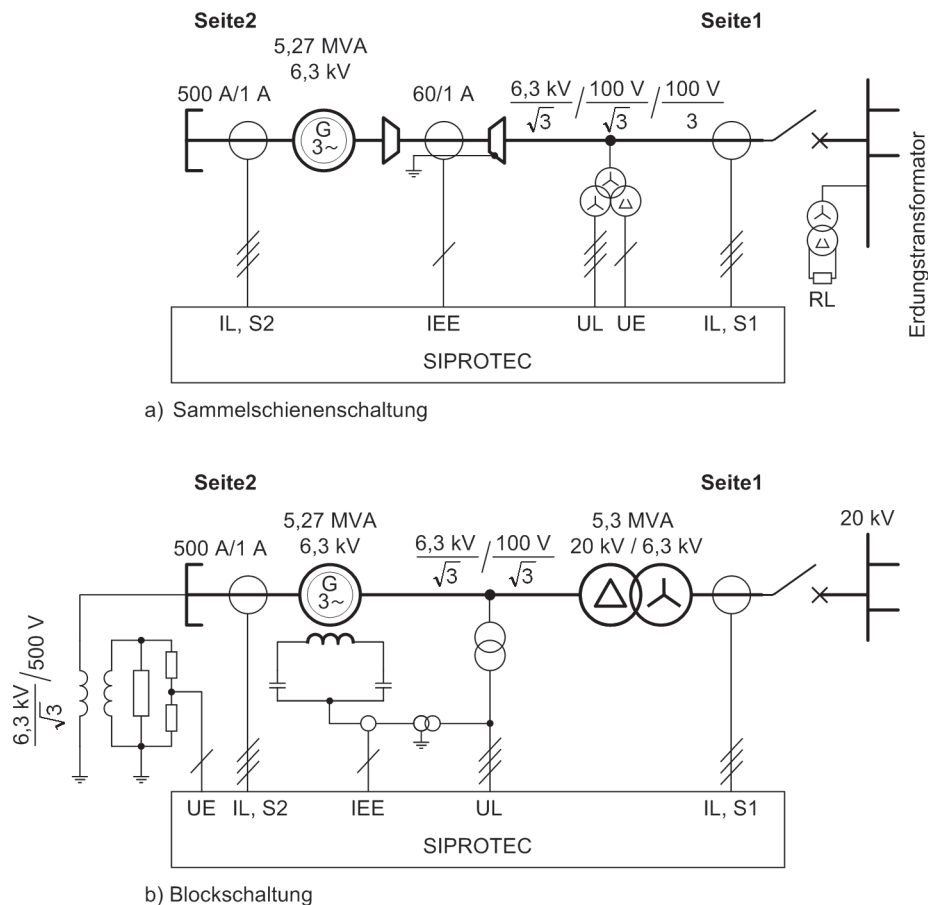 Seite2
Seite1
5,27 MVA
6,3 kV
500 A/1 A
60/1 A
6,3 kV/√3 / 100 V/√3 / 100 V/3
G
3~
Erdungstransformator
RL
IL, S2
IEE
UL
UE
IL, S1
SIPROTEC
a) Sammelschienenschaltung
Seite2
Seite1
5,27 MVA
6,3 kV
500 A/1 A
6,3 kV/√3 / 100 V/√3
5,3 MVA
20 kV / 6,3 kV
20 kV
G
3~
6,3 kV/√3 / 500 V
UE
IL, S2
IEE
UL
IL, S1
SIPROTEC
b) Blockschaltung